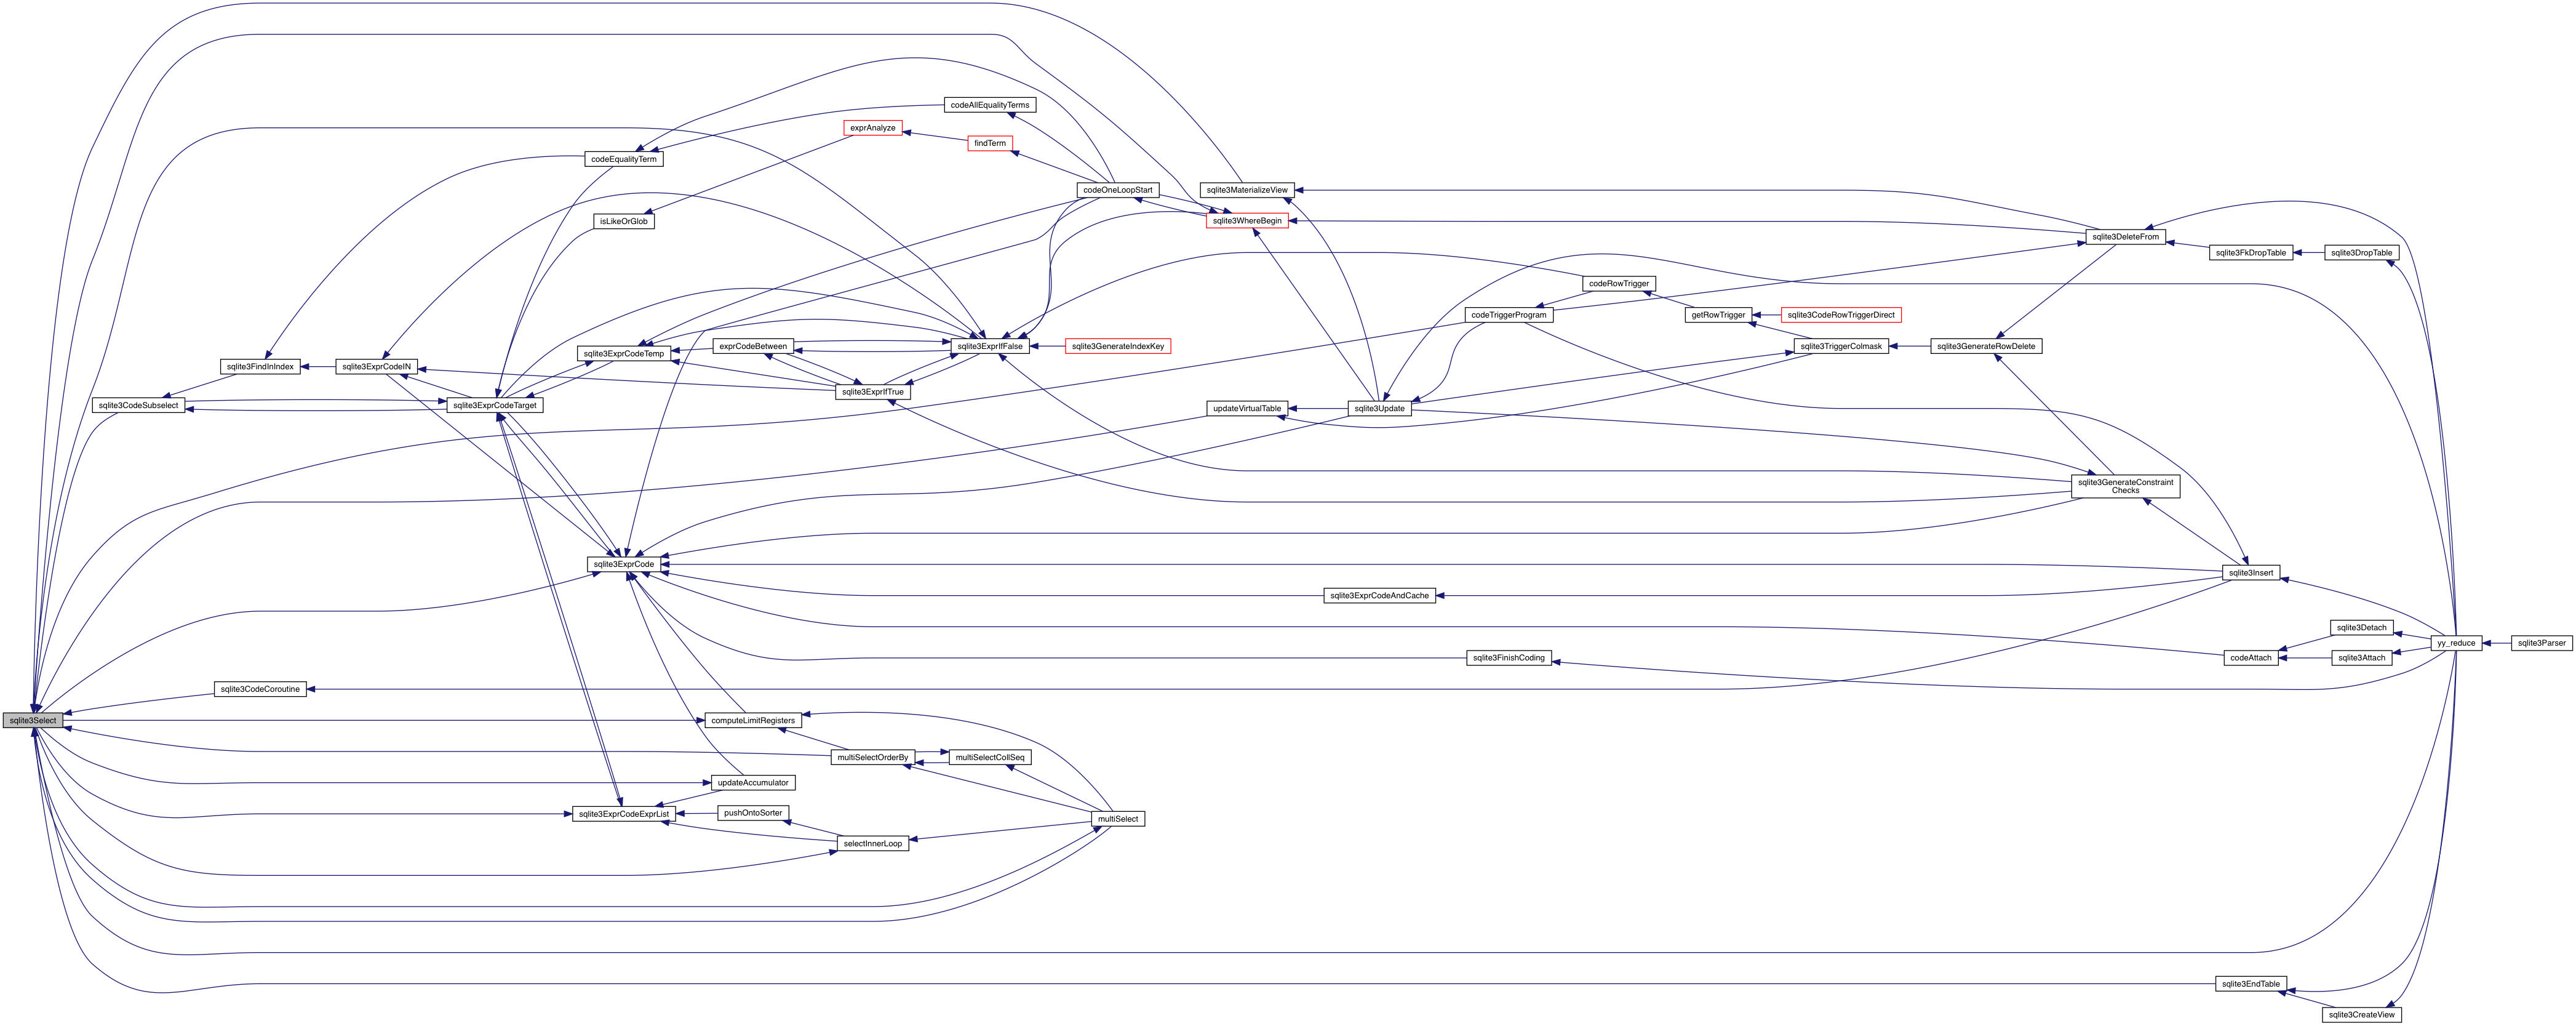 codeAllEqualityTerms
exprAnalyze
findTerm
codeEqualityTerm
codeOneLoopStart
sqlite3MaterializeView
isLikeOrGlob
sqlite3WhereBegin
sqlite3DeleteFrom
sqlite3FkDropTable
sqlite3DropTable
codeRowTrigger
codeTriggerProgram
getRowTrigger
sqlite3CodeRowTriggerDirect
sqlite3ExprCodeTemp
exprCodeBetween
sqlite3ExprIfFalse
sqlite3GenerateIndexKey
sqlite3TriggerColmask
sqlite3GenerateRowDelete
sqlite3FindInIndex
sqlite3ExprCodeIN
sqlite3ExprIfTrue
sqlite3CodeSubselect
sqlite3ExprCodeTarget
updateVirtualTable
sqlite3Update
sqlite3GenerateConstraint
Checks
sqlite3ExprCode
sqlite3Insert
sqlite3ExprCodeAndCache
sqlite3Detach
yy_reduce
sqlite3Parser
sqlite3FinishCoding
codeAttach
sqlite3Attach
sqlite3CodeCoroutine
sqlite3Select
computeLimitRegisters
multiSelectOrderBy
multiSelectCollSeq
updateAccumulator
sqlite3ExprCodeExprList
pushOntoSorter
multiSelect
selectInnerLoop
sqlite3EndTable
sqlite3CreateView